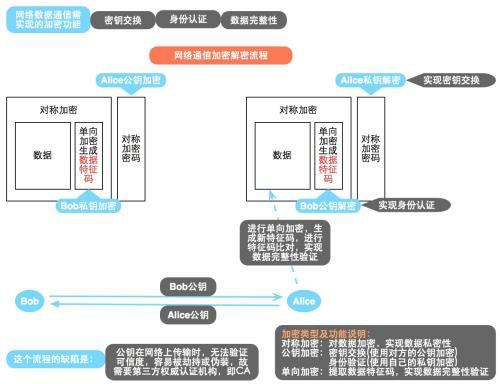 网络数据通信需
实现的加密功能
密钥交换
身份认证
数据完整性
网络通信加密解密流程
Alice公钥加密
Alice私钥解密
实现密钥交换
对称加密
数据
单向
加密
生成
数据
特征
码
对称
加密
密码
对称加密
数据
单向
加密
生成
数据
特征
码
对称
加密
密码
Bob私钥加密
Bob公钥解密
实现身份认证
进行单向加密，生
成新特征码，进行
特征码比对，实现
数据完整性验证
Bob公钥
Bob
Alice
Alice公钥
这个流程的缺陷是：
公钥在网络上传输时，无法验证
可信度，容易被劫持或伪装，故
需要第三方权威认证机构，即CA
加密类型及功能说明：
对称加密：对数据加密，实现数据私密性
公钥加密：密钥交换(使用对方的公钥加密)
身份验证(使用自己的私钥加密)
单向加密：提取数据特征码，实现数据完整性验证